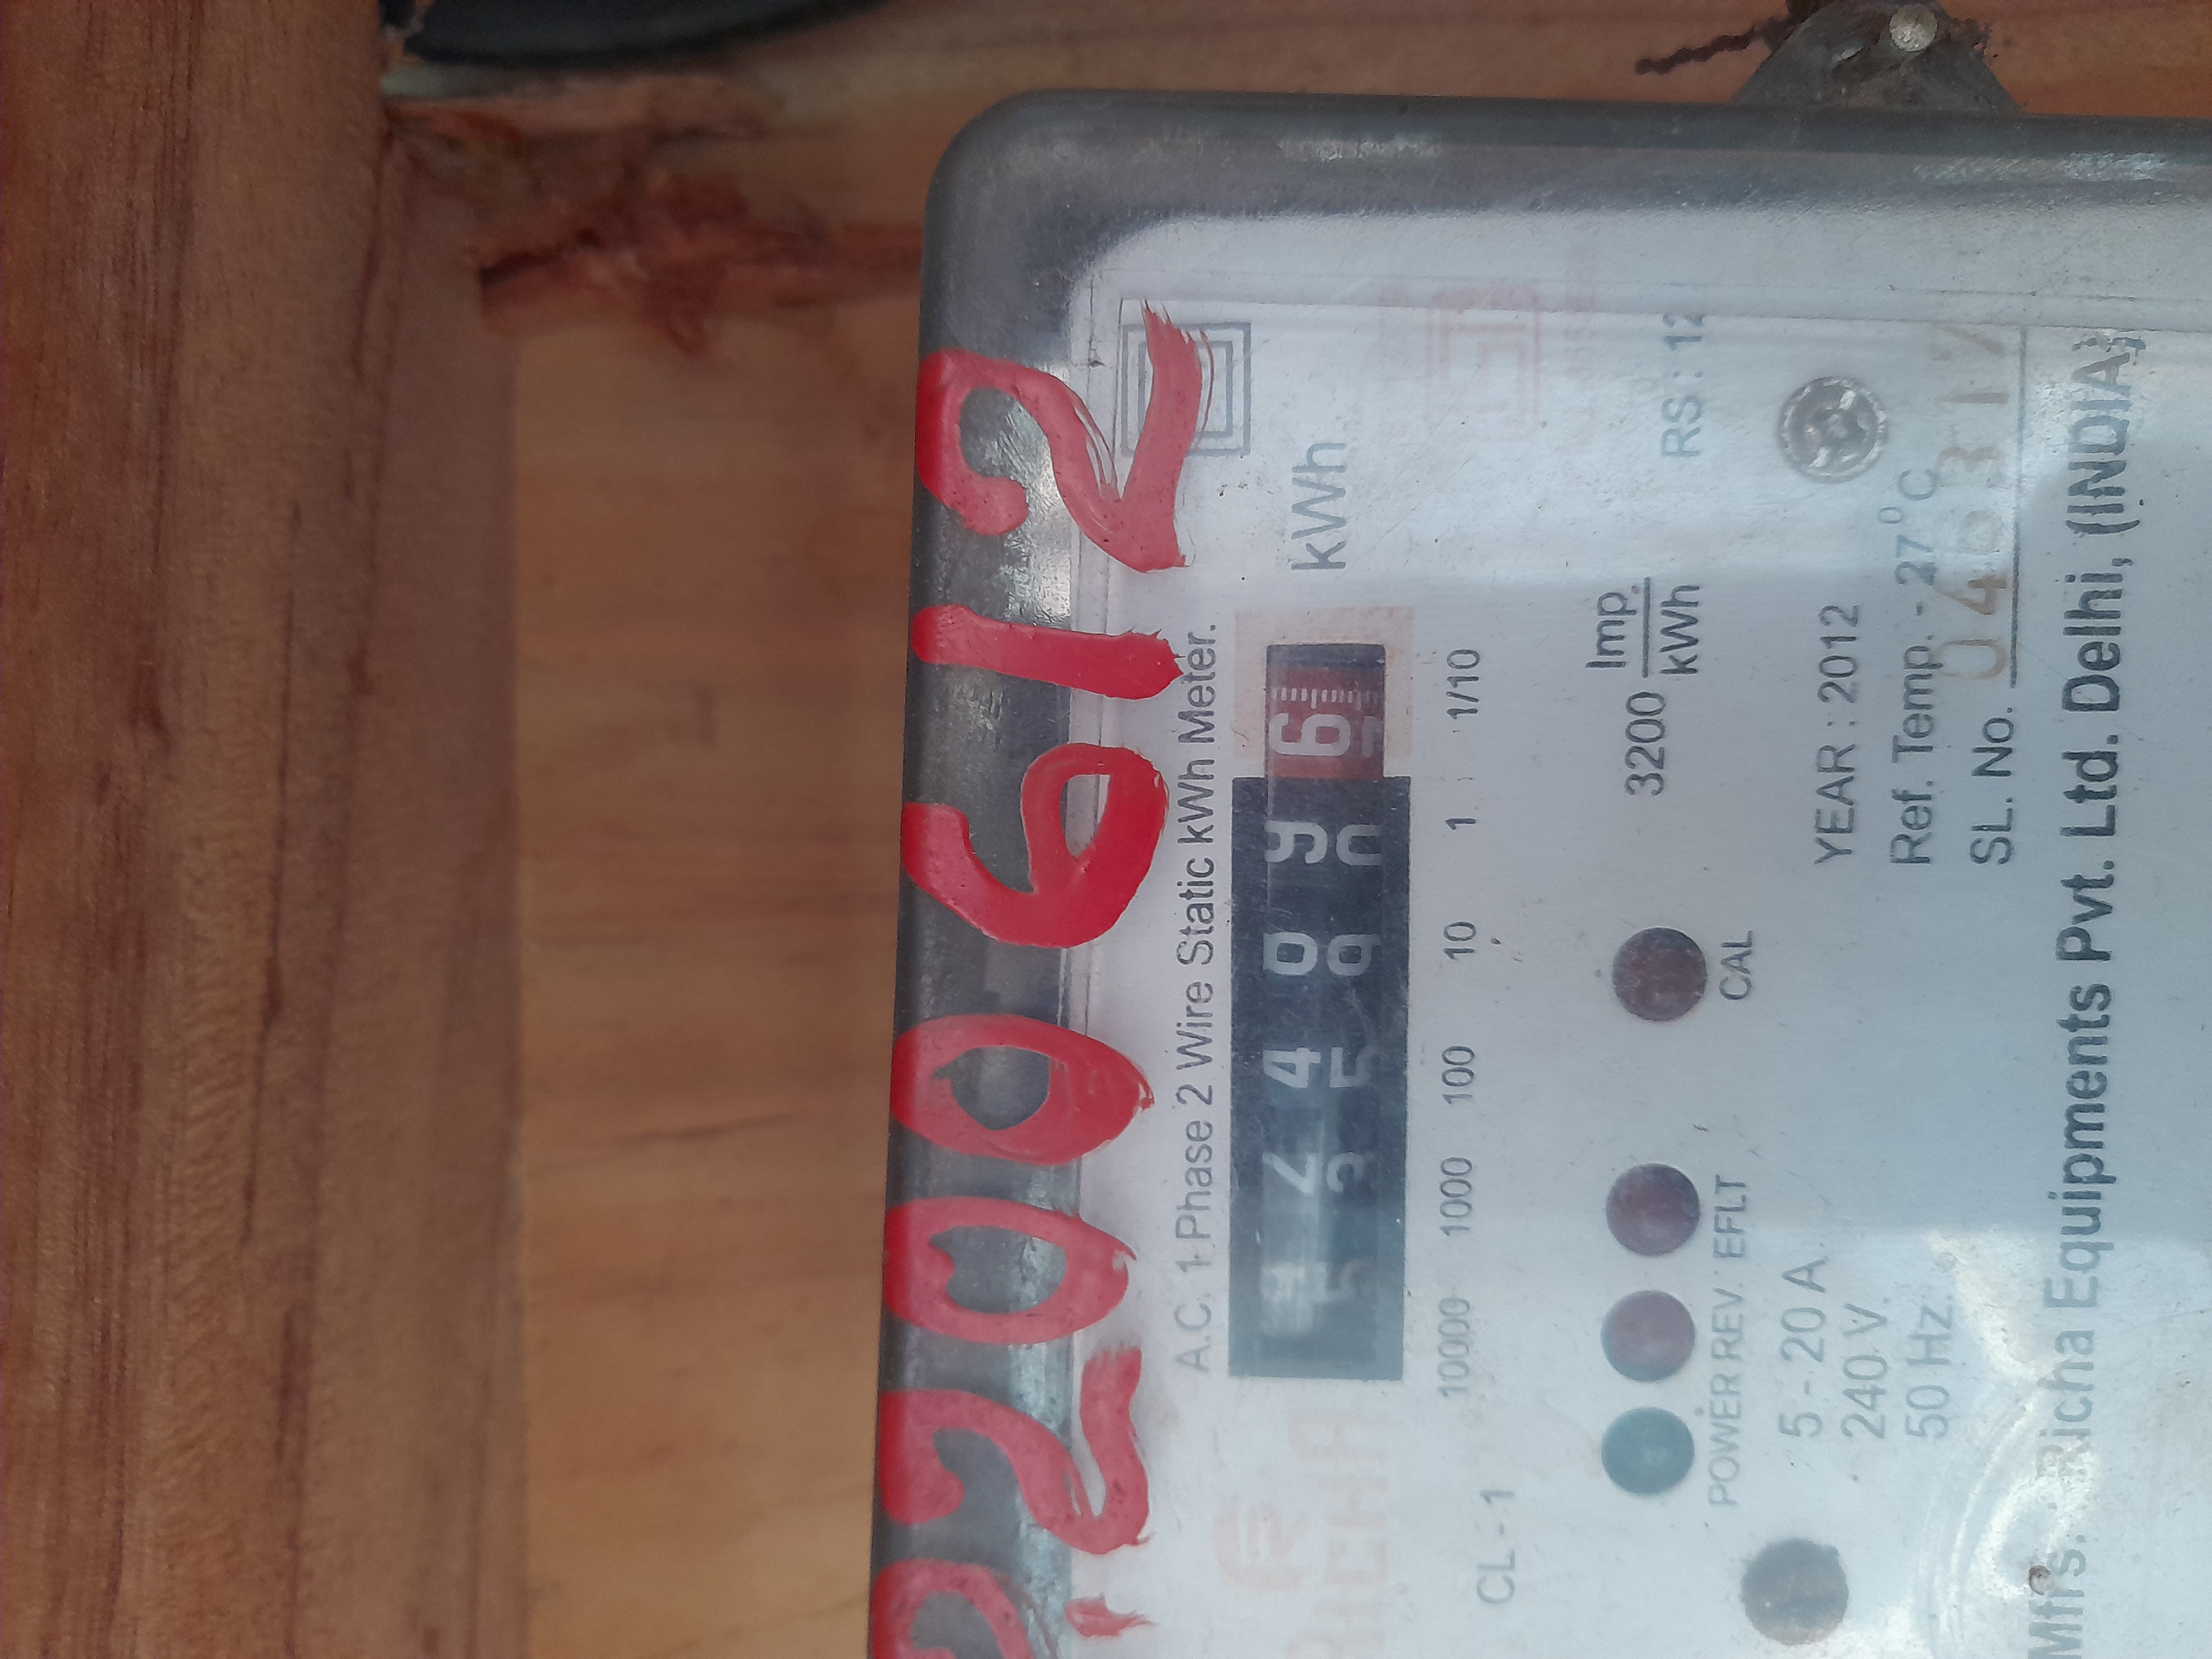 200612
A.C. 1-Phase 2 Wire Static kWh Meter.
kWh
10000 1000 100 10 1 1/10
CL-1
3200 Imp/kWh
RS : 12
POWER REV. EFLT CAL
5-20 A YEAR : 2012
240 V Ref. Temp. - 27°C
50 Hz. SL. No. 046317
Mfrs. Richa Equipments Pvt. Ltd. Delhi, (INDIA)